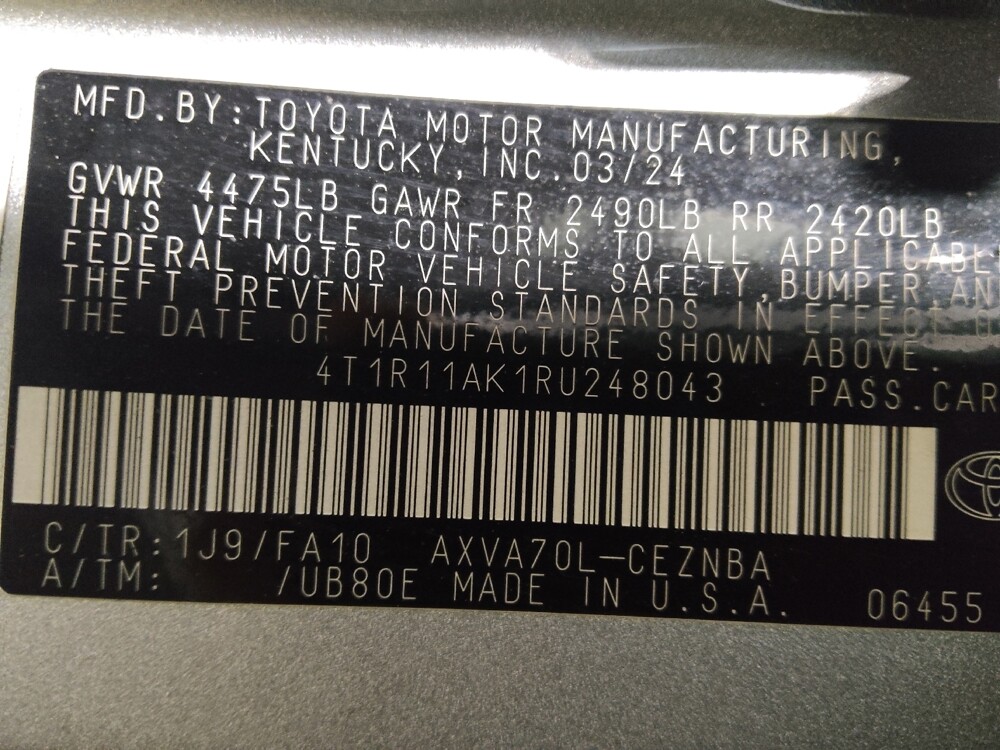 MFD.BY:TOYOTA MOTOR MANUFACTURING,
KENTUCKY,INC.03/24
GVWR 4475LB GAWR FR 2490LB RR 2420LB
THIS VEHICLE CONFORMS TO ALL APPLICABLE
FEDERAL MOTOR VEHICLE SAFETY,BUMPER,AN
THEFT PREVENTION STANDARDS IN EFFECT O
THE DATE OF MANUFACTURE SHOWN ABOVE.
4T1R11AK1RU248043 PASS.CAR
C/TR:1J9/FA10 AXVA70L-CEZNBA
A/TM: /UB80E MADE IN U.S.A. 06455